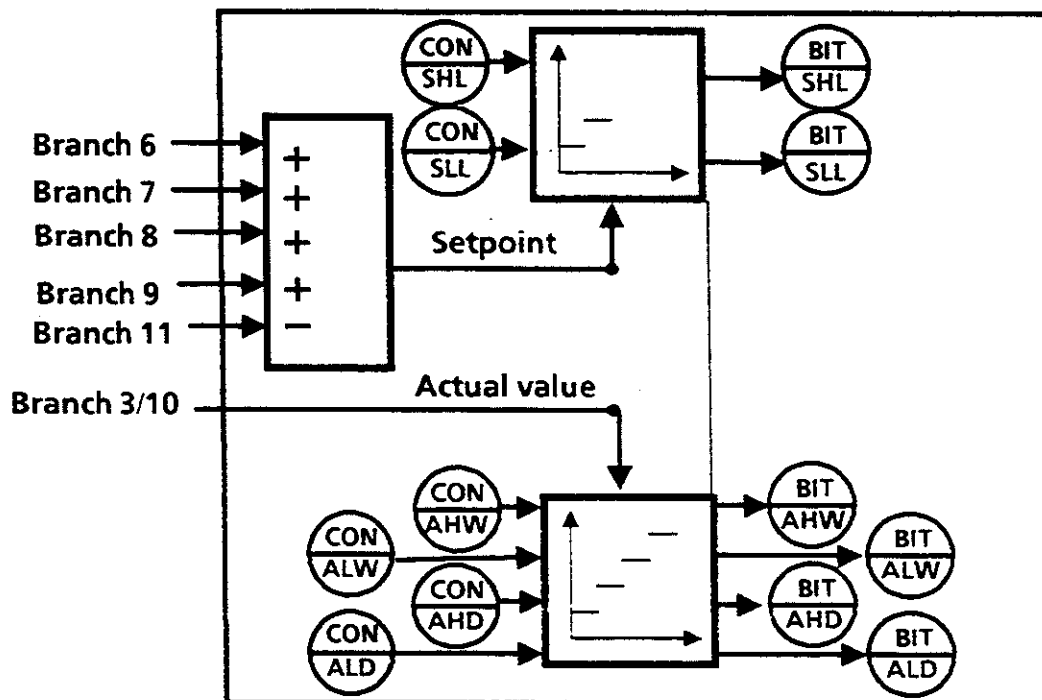 CON
SHL
BIT
SHL
CON
SLL
BIT
SLL
Branch 6
+
Branch 7
+
Branch 8
+
Setpoint
Branch 9
+
Branch 11
−
Branch 3/10
Actual value
CON
AHW
BIT
AHW
CON
ALW
BIT
ALW
CON
AHD
BIT
AHD
CON
ALD
BIT
ALD